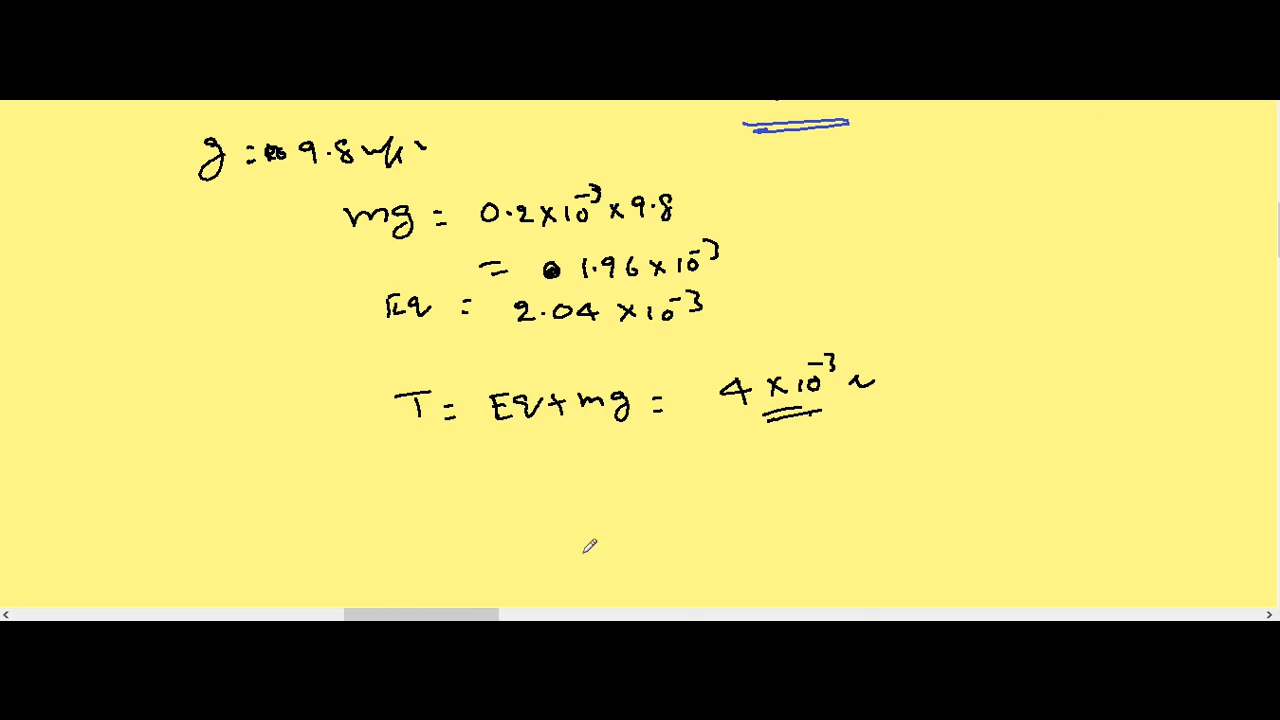 g = 9.8 m/s²
mg = 0.2 × 10⁻³ × 9.8
= 1.96 × 10⁻³
Eq = 2.04 × 10⁻³
T = Eq + mg = 4 × 10⁻³ N